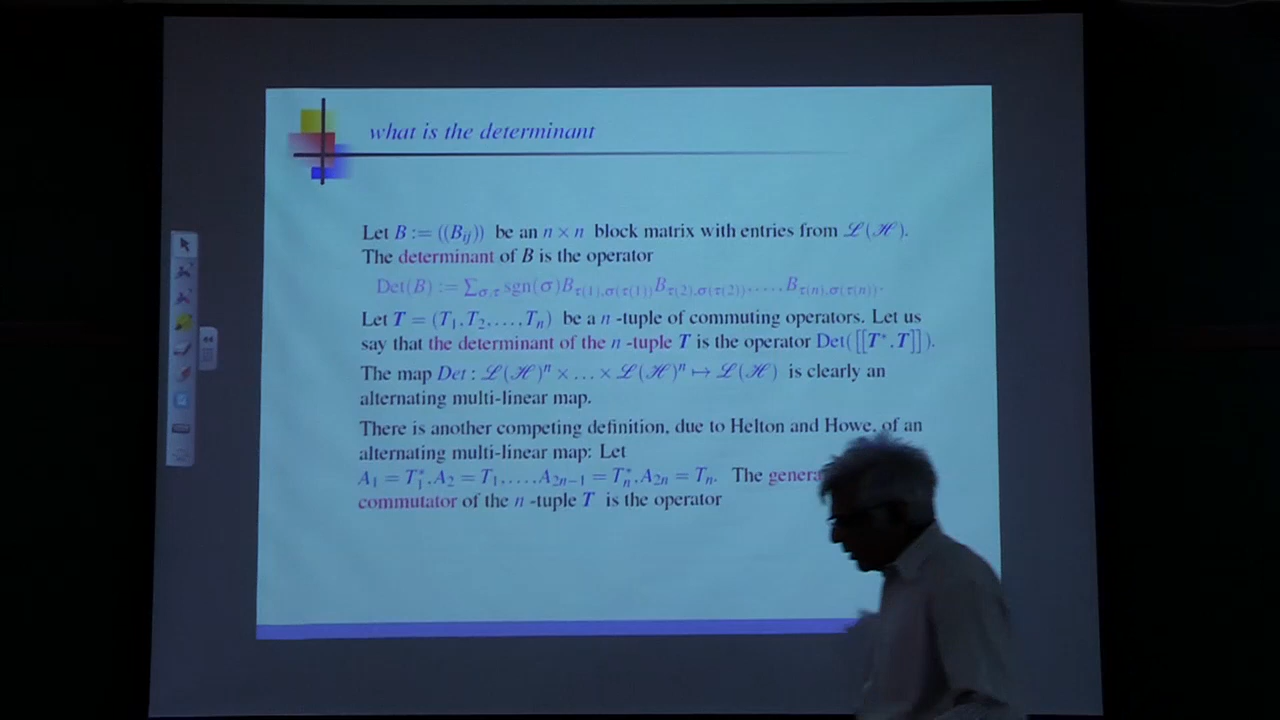 what is the determinant
Let B := ((B_{ij})) be an n × n block matrix with entries from ℒ(ℋ).
The determinant of B is the operator
Det(B) := ∑_{σ,τ} sgn(σ)B_{τ(1),σ(τ(1))}B_{τ(2),σ(τ(2))}.....B_{τ(n),σ(τ(n))}.
Let T = (T_1,T_2,...,T_n) be a n -tuple of commuting operators. Let us
say that the determinant of the n -tuple T is the operator Det([[T*,T]]).
The map Det : ℒ(ℋ)^n × ... × ℒ(ℋ)^n ↦ ℒ(ℋ) is clearly an
alternating multi-linear map.
There is another competing definition, due to Helton and Howe, of an
alternating multi-linear map: Let
A_1 = T_1^*, A_2 = T_1, ..., A_{2n−1} = T_n^*, A_{2n} = T_n. The
commutator of the n -tuple T is the operator